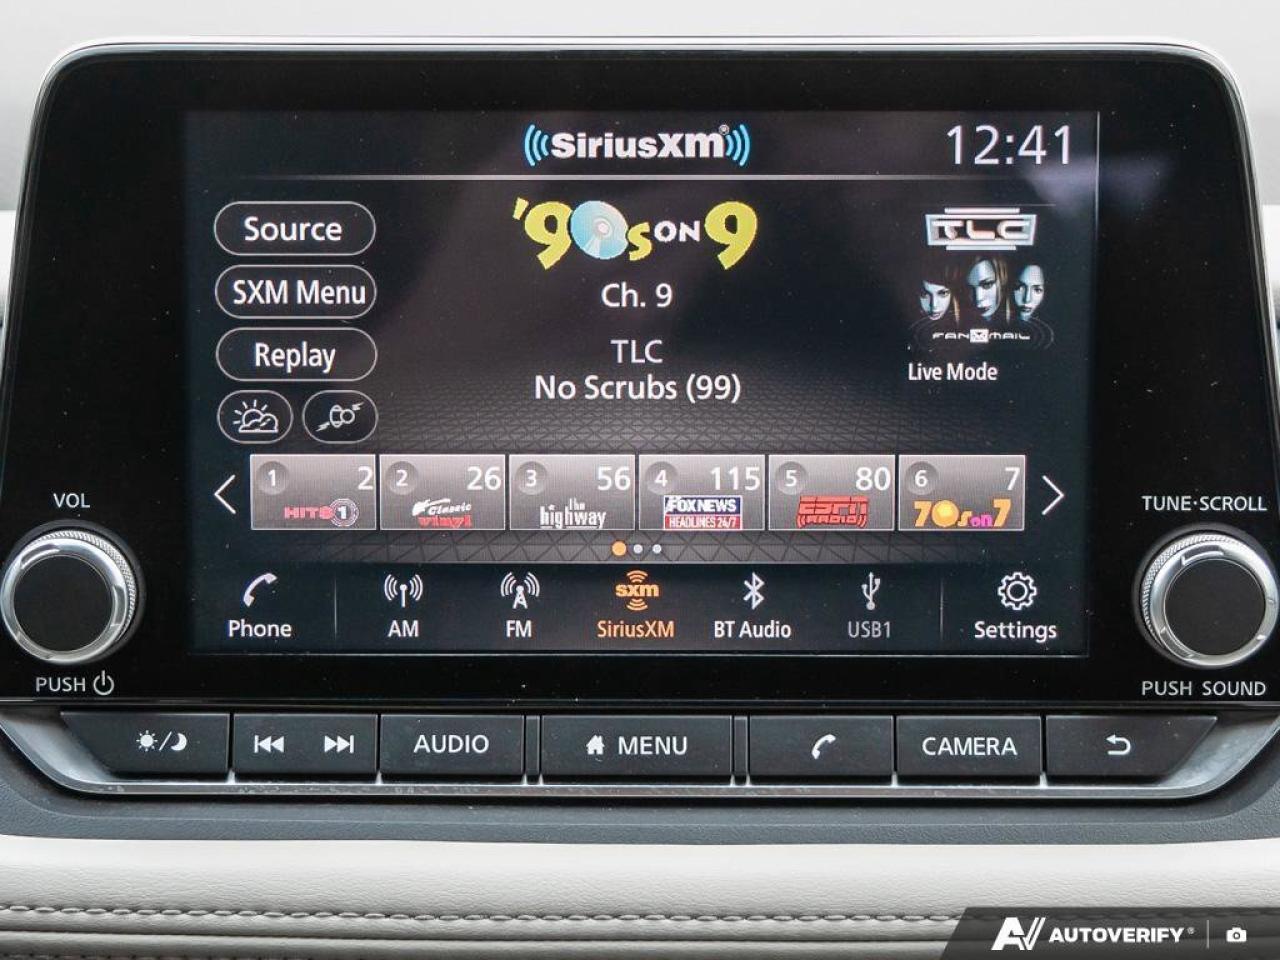 SiriusXM®
12:41
Source
'90s ON 9
TLC
SXM Menu
Ch. 9
FANMAIL
Replay
TLC
Live Mode
No Scrubs (99)
1 2 HITS 1
2 26 Classic Vinyl
3 56 the highway
4 115 FOX NEWS HEADLINES 24/7
5 80 ESPN RADIO
6 7 70s on 7
VOL
TUNE·SCROLL
sxm
Phone AM FM SiriusXM BT Audio USB1 Settings
PUSH
PUSH SOUND
AUDIO MENU CAMERA
AV AUTOVERIFY®